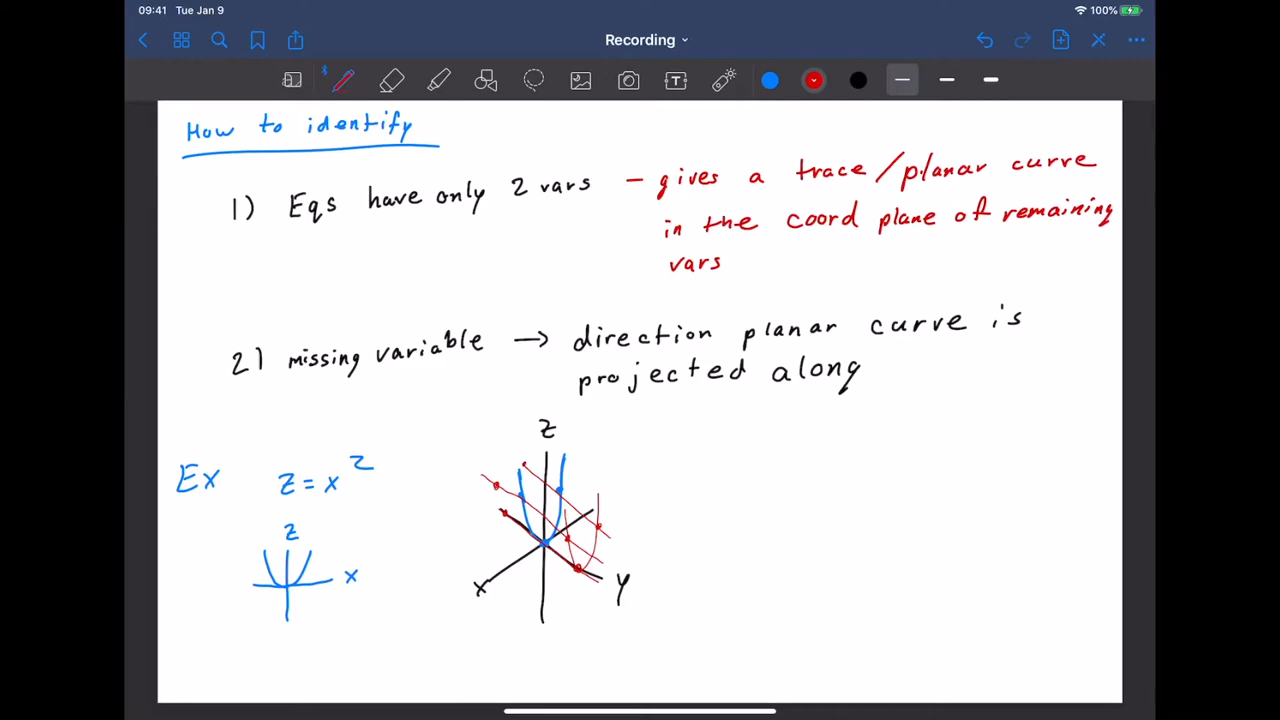 09:41 Tue Jan 9
100%
Recording
T
How to identify
1) Eqs have only 2 vars – gives a trace/planar curve
in the coord plane of remaining
vars
2) missing variable → direction planar curve is
projected along
Z
Ex z = x²
Z
x
X
Y